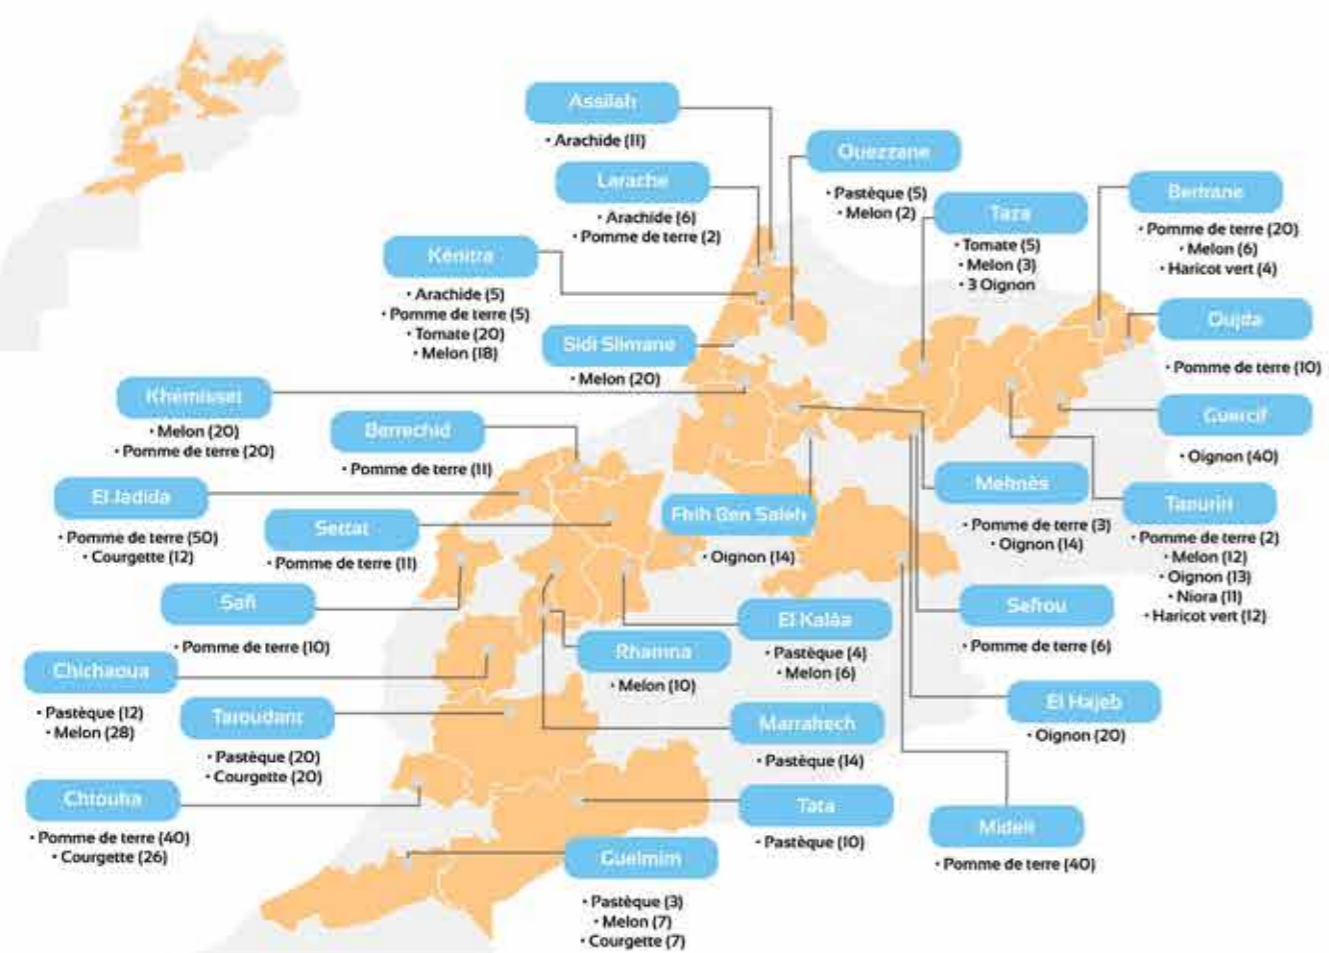 Assilah
• Arachide (11)
Larache
• Arachide (6)
• Pomme de terre (2)
Ouezzane
• Pastèque (5)
• Melon (2)
Taza
• Tomate (5)
• Melon (3)
• 3 Oignon
Berkane
• Pomme de terre (20)
• Melon (6)
• Haricot vert (4)
Kénitra
• Arachide (5)
• Pomme de terre (5)
• Tomate (20)
• Melon (18)
Sidi Slimane
• Melon (20)
Oujda
• Pomme de terre (10)
Khémisset
• Melon (20)
• Pomme de terre (20)
Berrechid
• Pomme de terre (11)
Guercif
• Oignon (40)
El Jadida
• Pomme de terre (50)
• Courgette (12)
Settat
• Pomme de terre (11)
Fkih Ben Saleh
• Oignon (14)
Meknès
• Pomme de terre (3)
• Oignon (14)
Taourirt
• Pomme de terre (2)
• Melon (12)
• Oignon (13)
• Niora (11)
• Haricot vert (12)
Safi
• Pomme de terre (10)
El Kalâa
• Pastèque (4)
• Melon (6)
Sefrou
• Pomme de terre (6)
Chichaoua
• Pastèque (12)
• Melon (28)
Rhamna
• Melon (10)
Taroudant
• Pastèque (20)
• Courgette (20)
Marrakech
• Pastèque (14)
El Hajeb
• Oignon (20)
Chtouka
• Pomme de terre (40)
• Courgette (26)
Tata
• Pastèque (10)
Midelt
• Pomme de terre (40)
Guelmim
• Pastèque (3)
• Melon (7)
• Courgette (7)